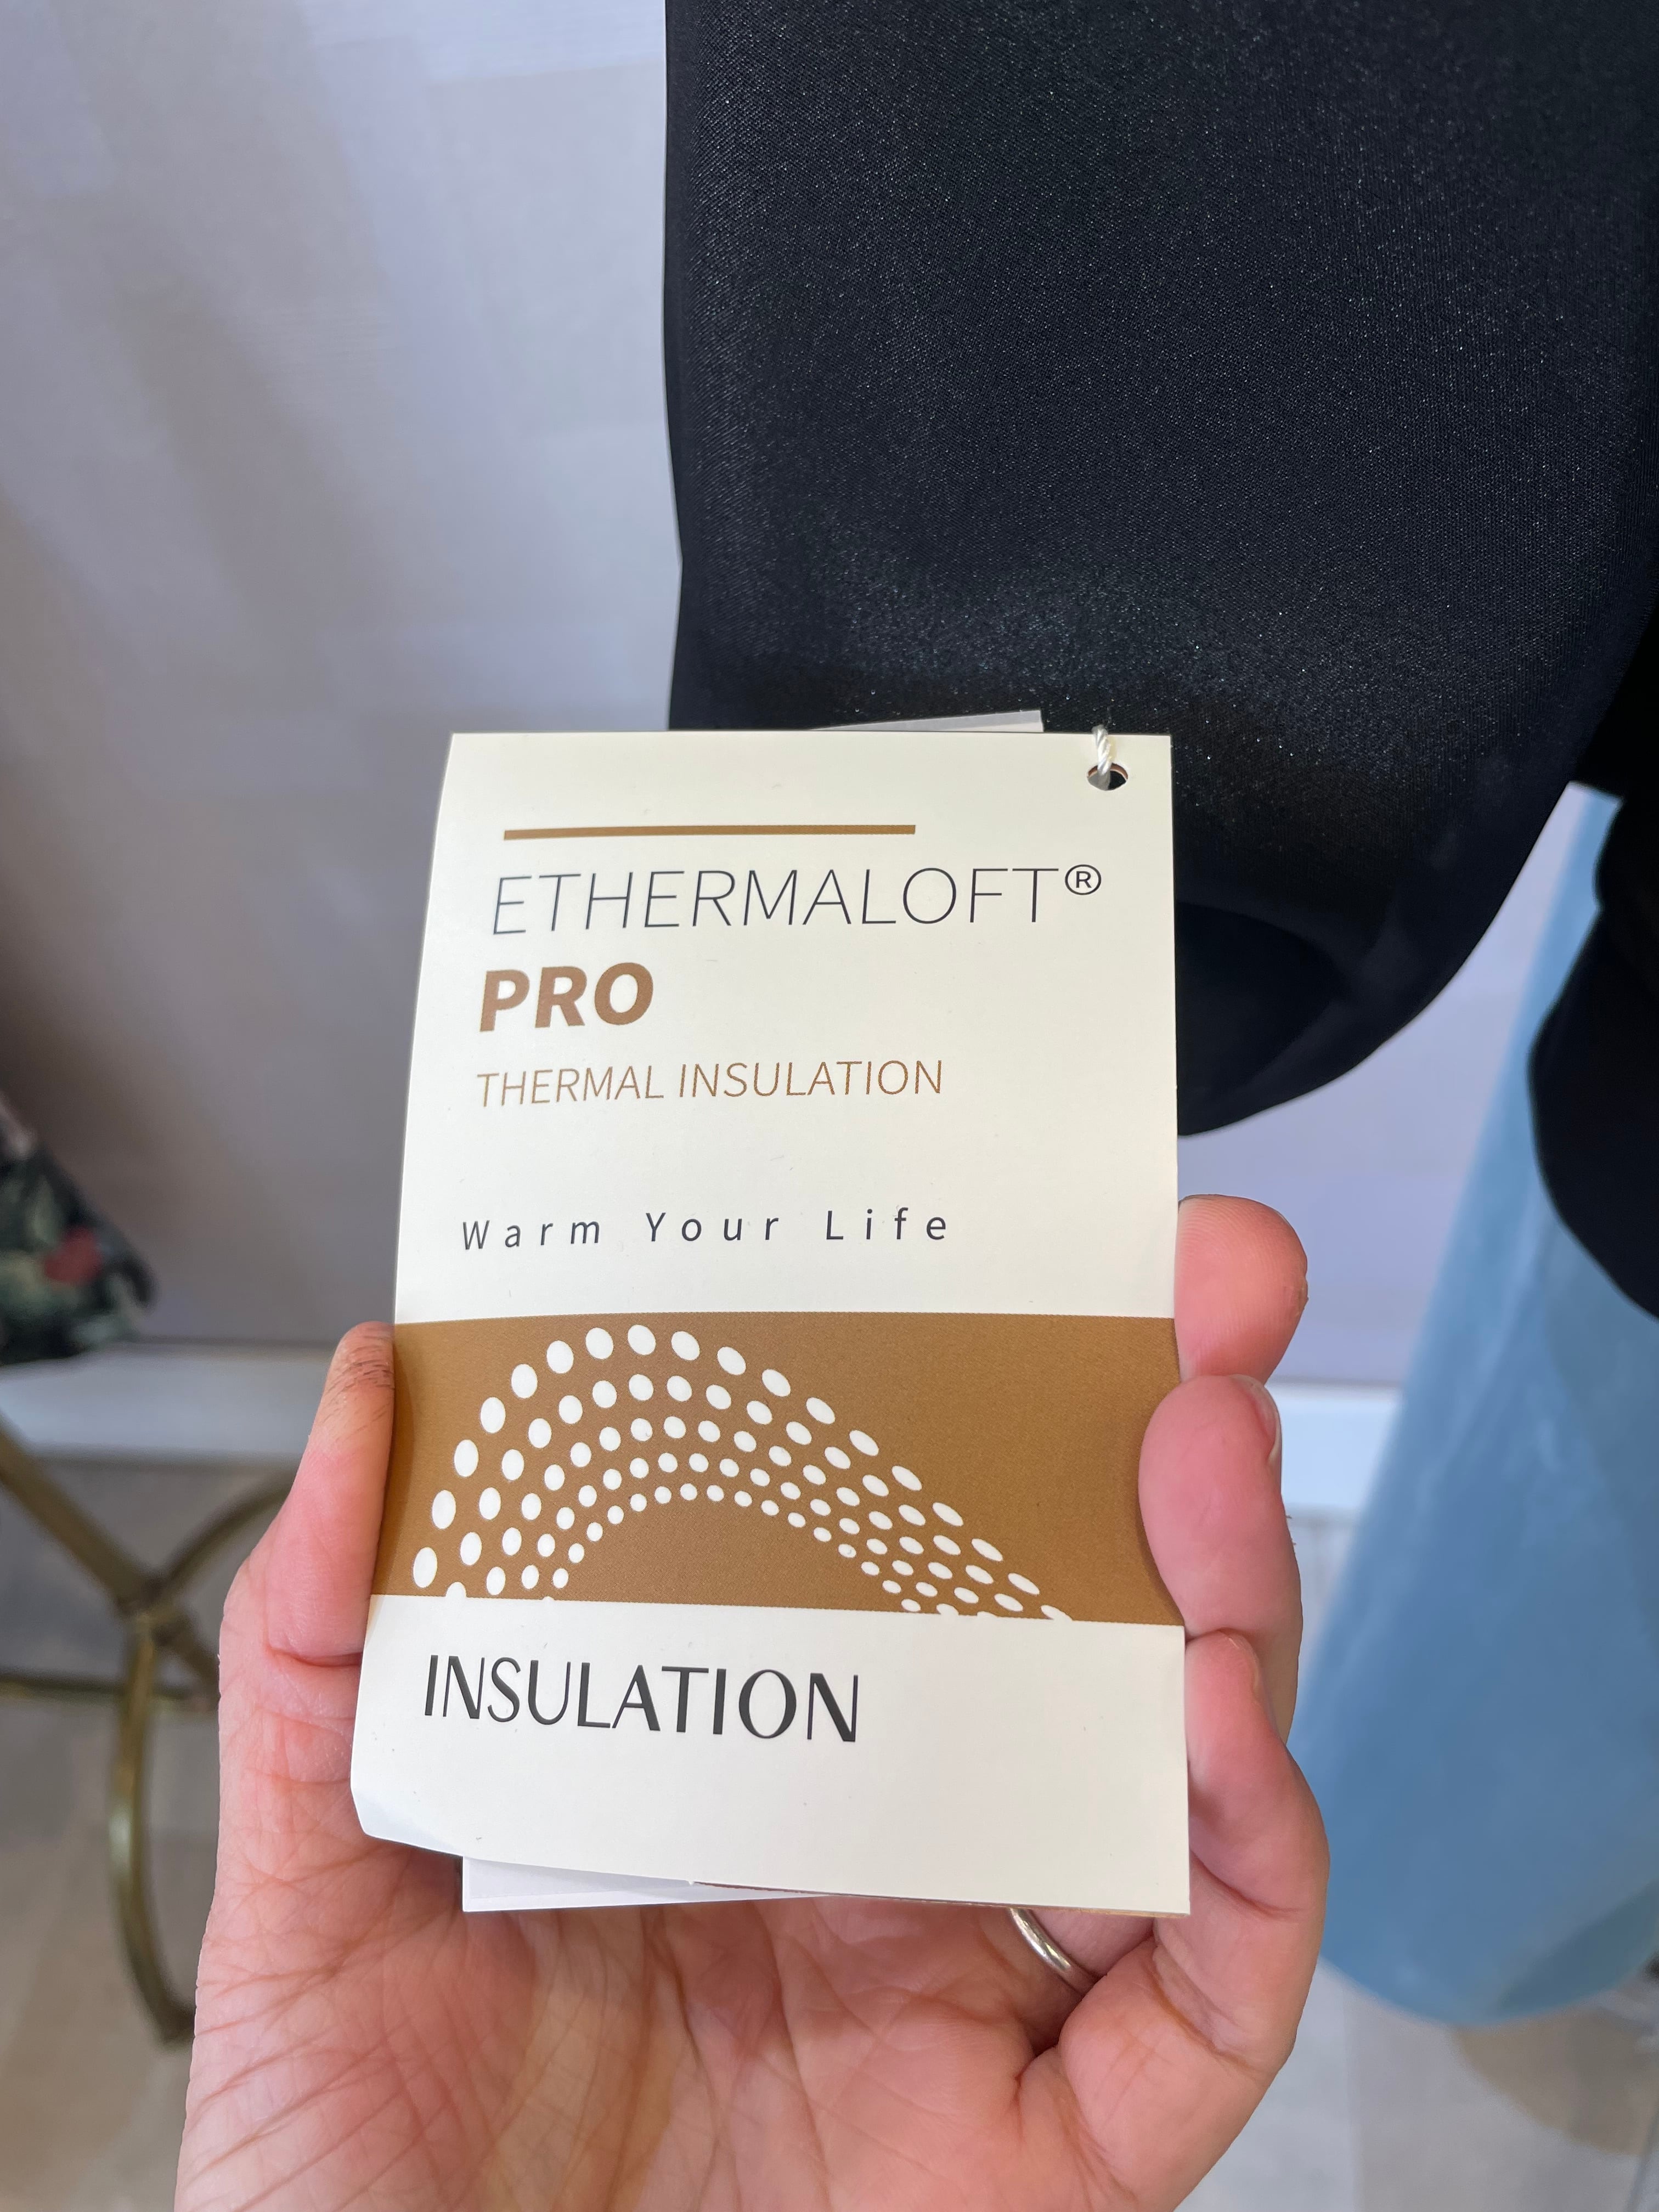 ETHERMALOFT®
PRO
THERMAL INSULATION
Warm Your Life
INSULATION